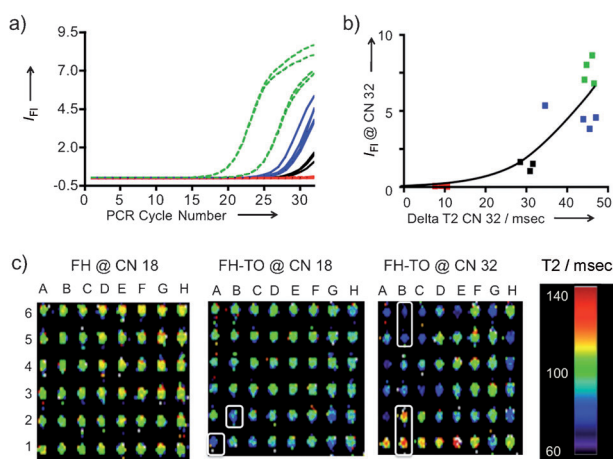 a)
9.5
7.0
4.5
2.0
-0.5
I_FI
0 5 10 15 20 25 30
PCR Cycle Number
b)
10
5
0
I_FI @ CN 32
0 10 20 30 40 50
Delta T2 CN 32 / msec
c)
FH @ CN 18 FH-TO @ CN 18 FH-TO @ CN 32 T2 / msec
A B C D E F G H A B C D E F G H A B C D E F G H
6
5
4
3
2
1
140
100
60